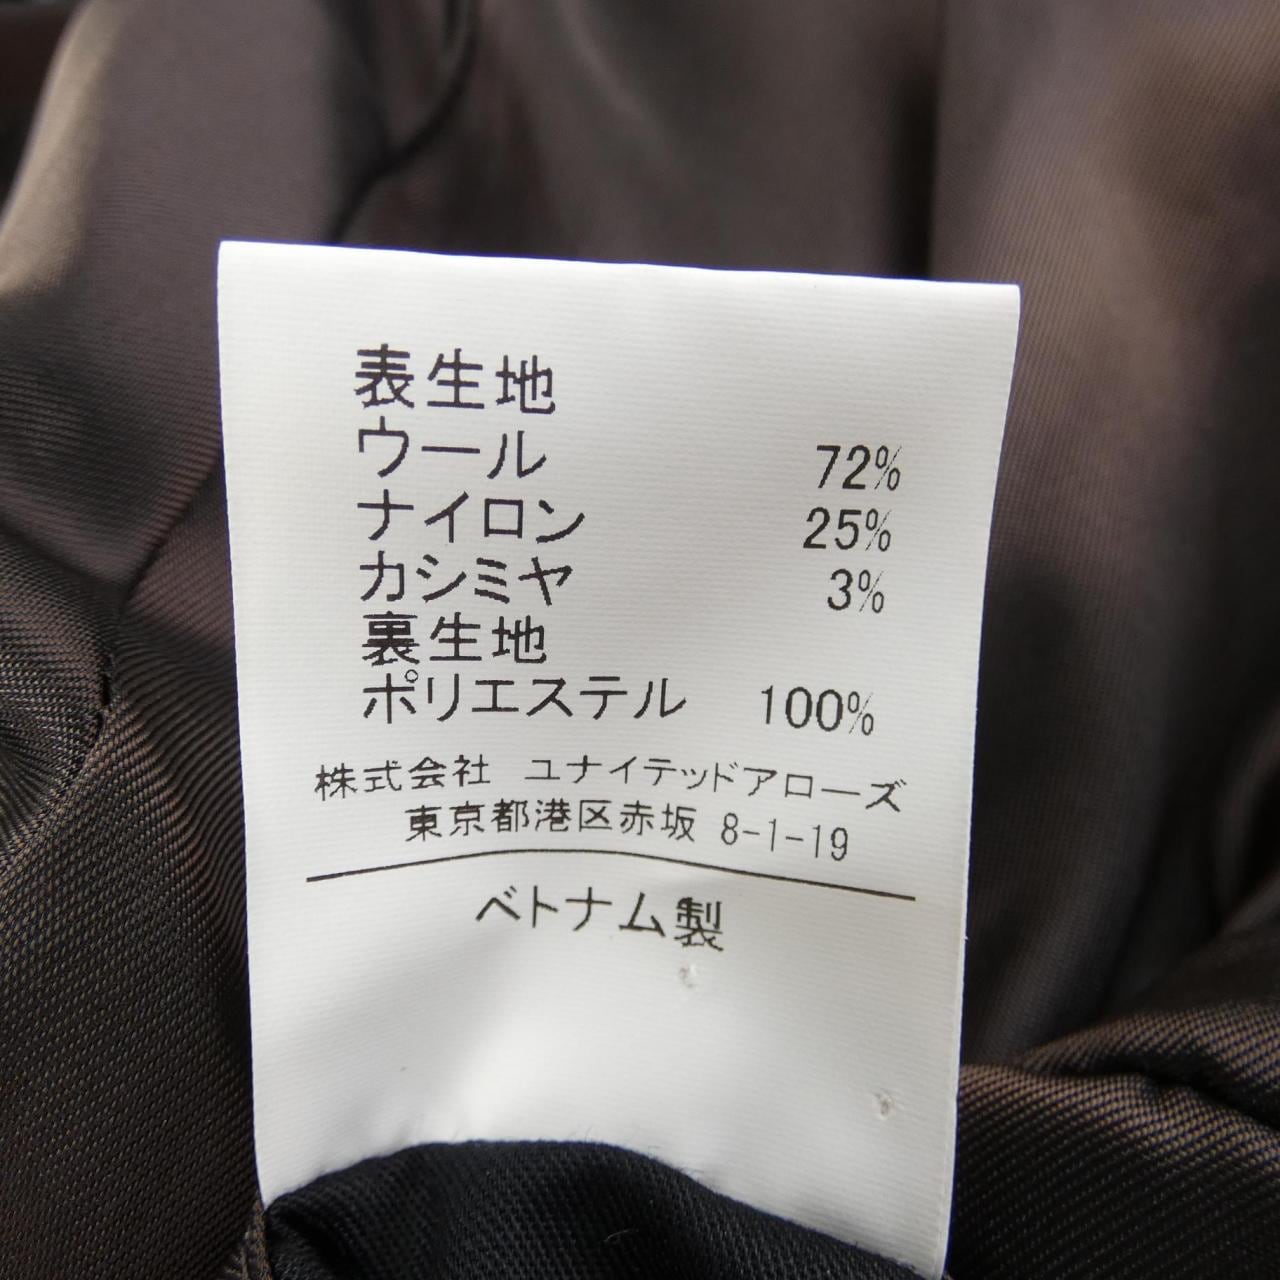 表生地
ウール 72%
ナイロン 25%
カシミヤ 3%
裏生地
ポリエステル 100%
株式会社 ユナイテッドアローズ
東京都港区赤坂 8-1-19
ベトナム製